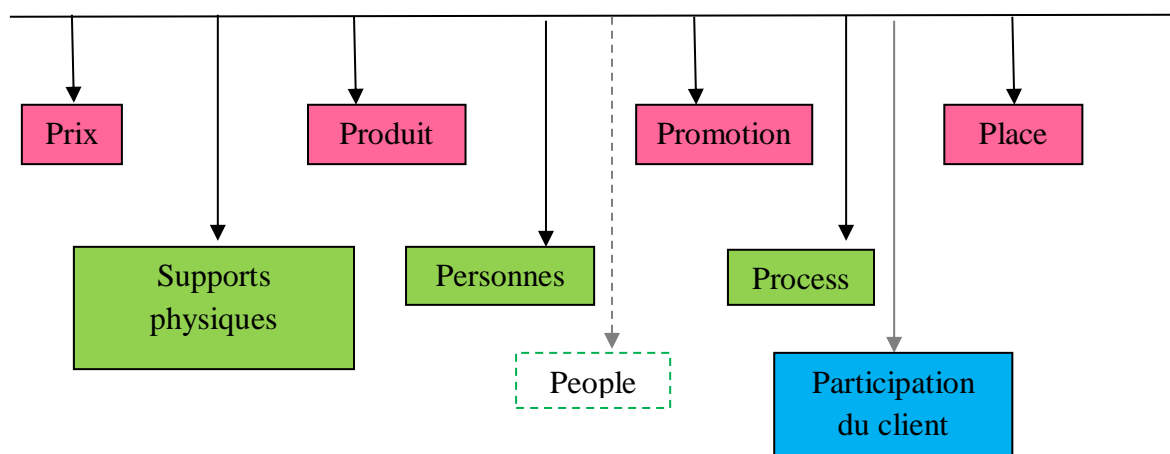 Prix
Produit
Promotion
Place
Supports
physiques
Personnes
Process
People
Participation
du client